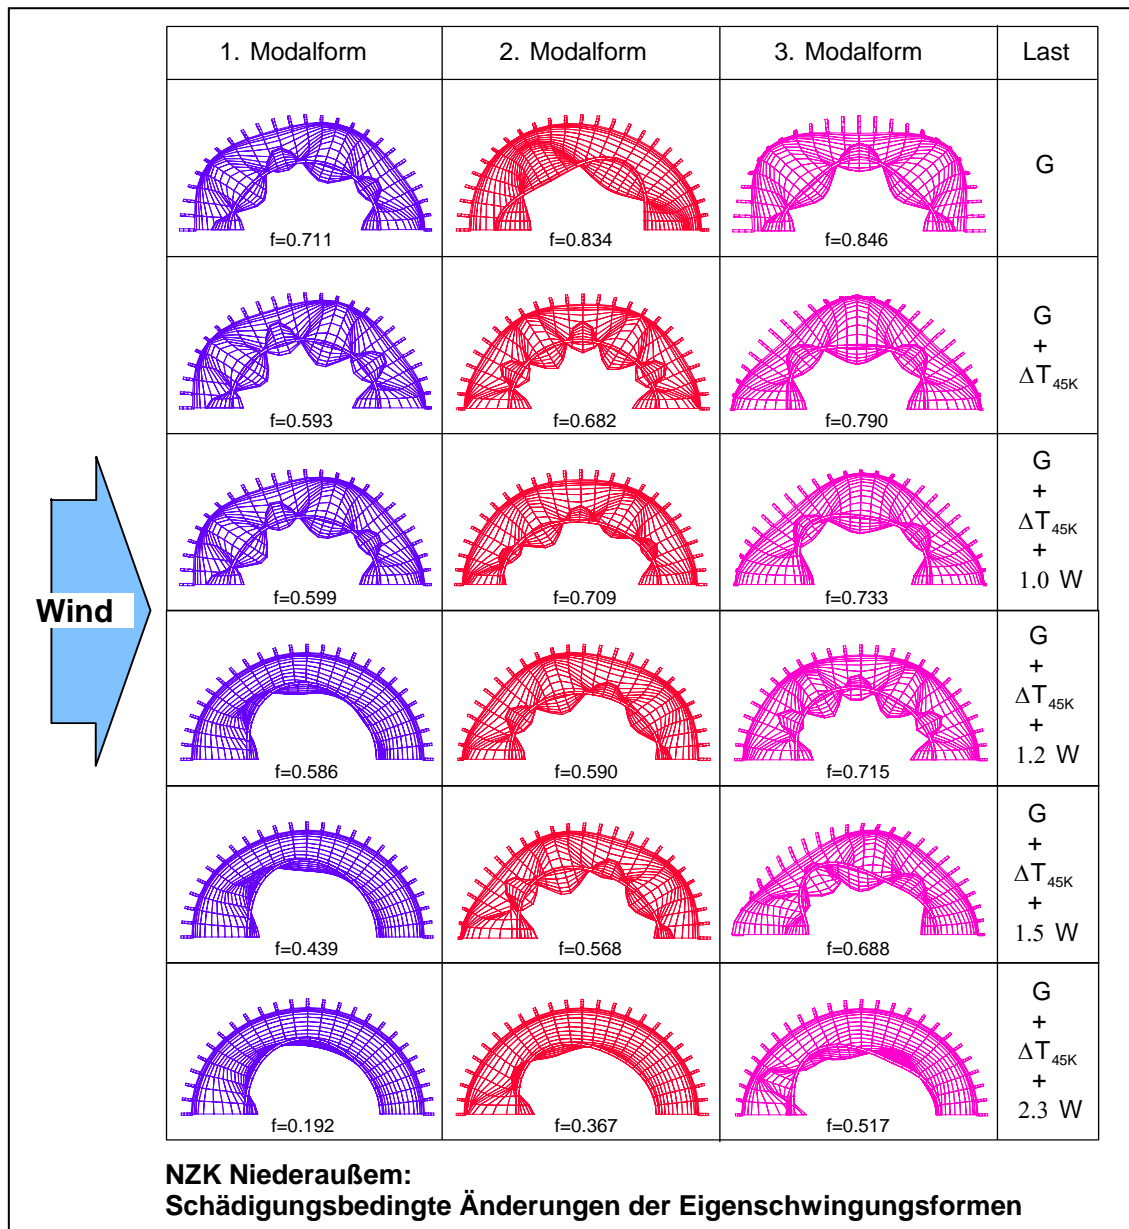 1. Modalform 2. Modalform 3. Modalform Last
f=0.711 f=0.834 f=0.846
G
f=0.593 f=0.682 f=0.790
G
+
ΔT45K
f=0.599 f=0.709 f=0.733
G
+
ΔT45K
+
1.0 W
Wind
f=0.586 f=0.590 f=0.715
G
+
ΔT45K
+
1.2 W
f=0.439 f=0.568 f=0.688
G
+
ΔT45K
+
1.5 W
f=0.192 f=0.367 f=0.517
G
+
ΔT45K
+
2.3 W
NZK Niederaußem:
Schädigungsbedingte Änderungen der Eigenschwingungsformen